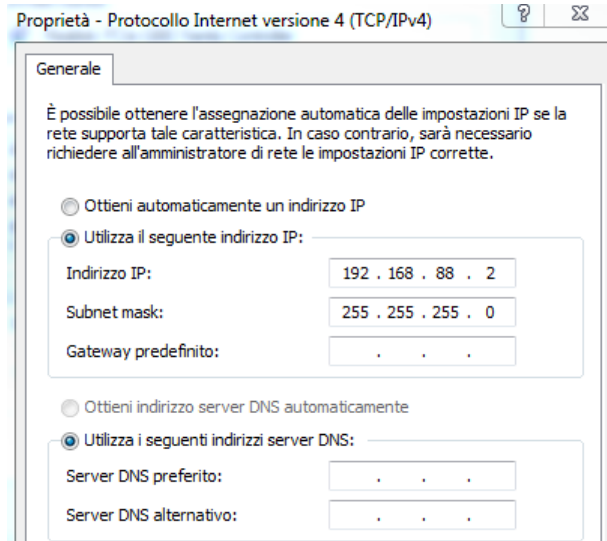 Proprietà - Protocollo Internet versione 4 (TCP/IPv4)
Generale
È possibile ottenere l'assegnazione automatica delle impostazioni IP se la
rete supporta tale caratteristica. In caso contrario, sarà necessario
richiedere all'amministratore di rete le impostazioni IP corrette.
Ottieni automaticamente un indirizzo IP
Utilizza il seguente indirizzo IP:
Indirizzo IP: 192 . 168 . 88 . 2
Subnet mask: 255 . 255 . 255 . 0
Gateway predefinito: . . .
Ottieni indirizzo server DNS automaticamente
Utilizza i seguenti indirizzi server DNS:
Server DNS preferito: . . .
Server DNS alternativo: . . .